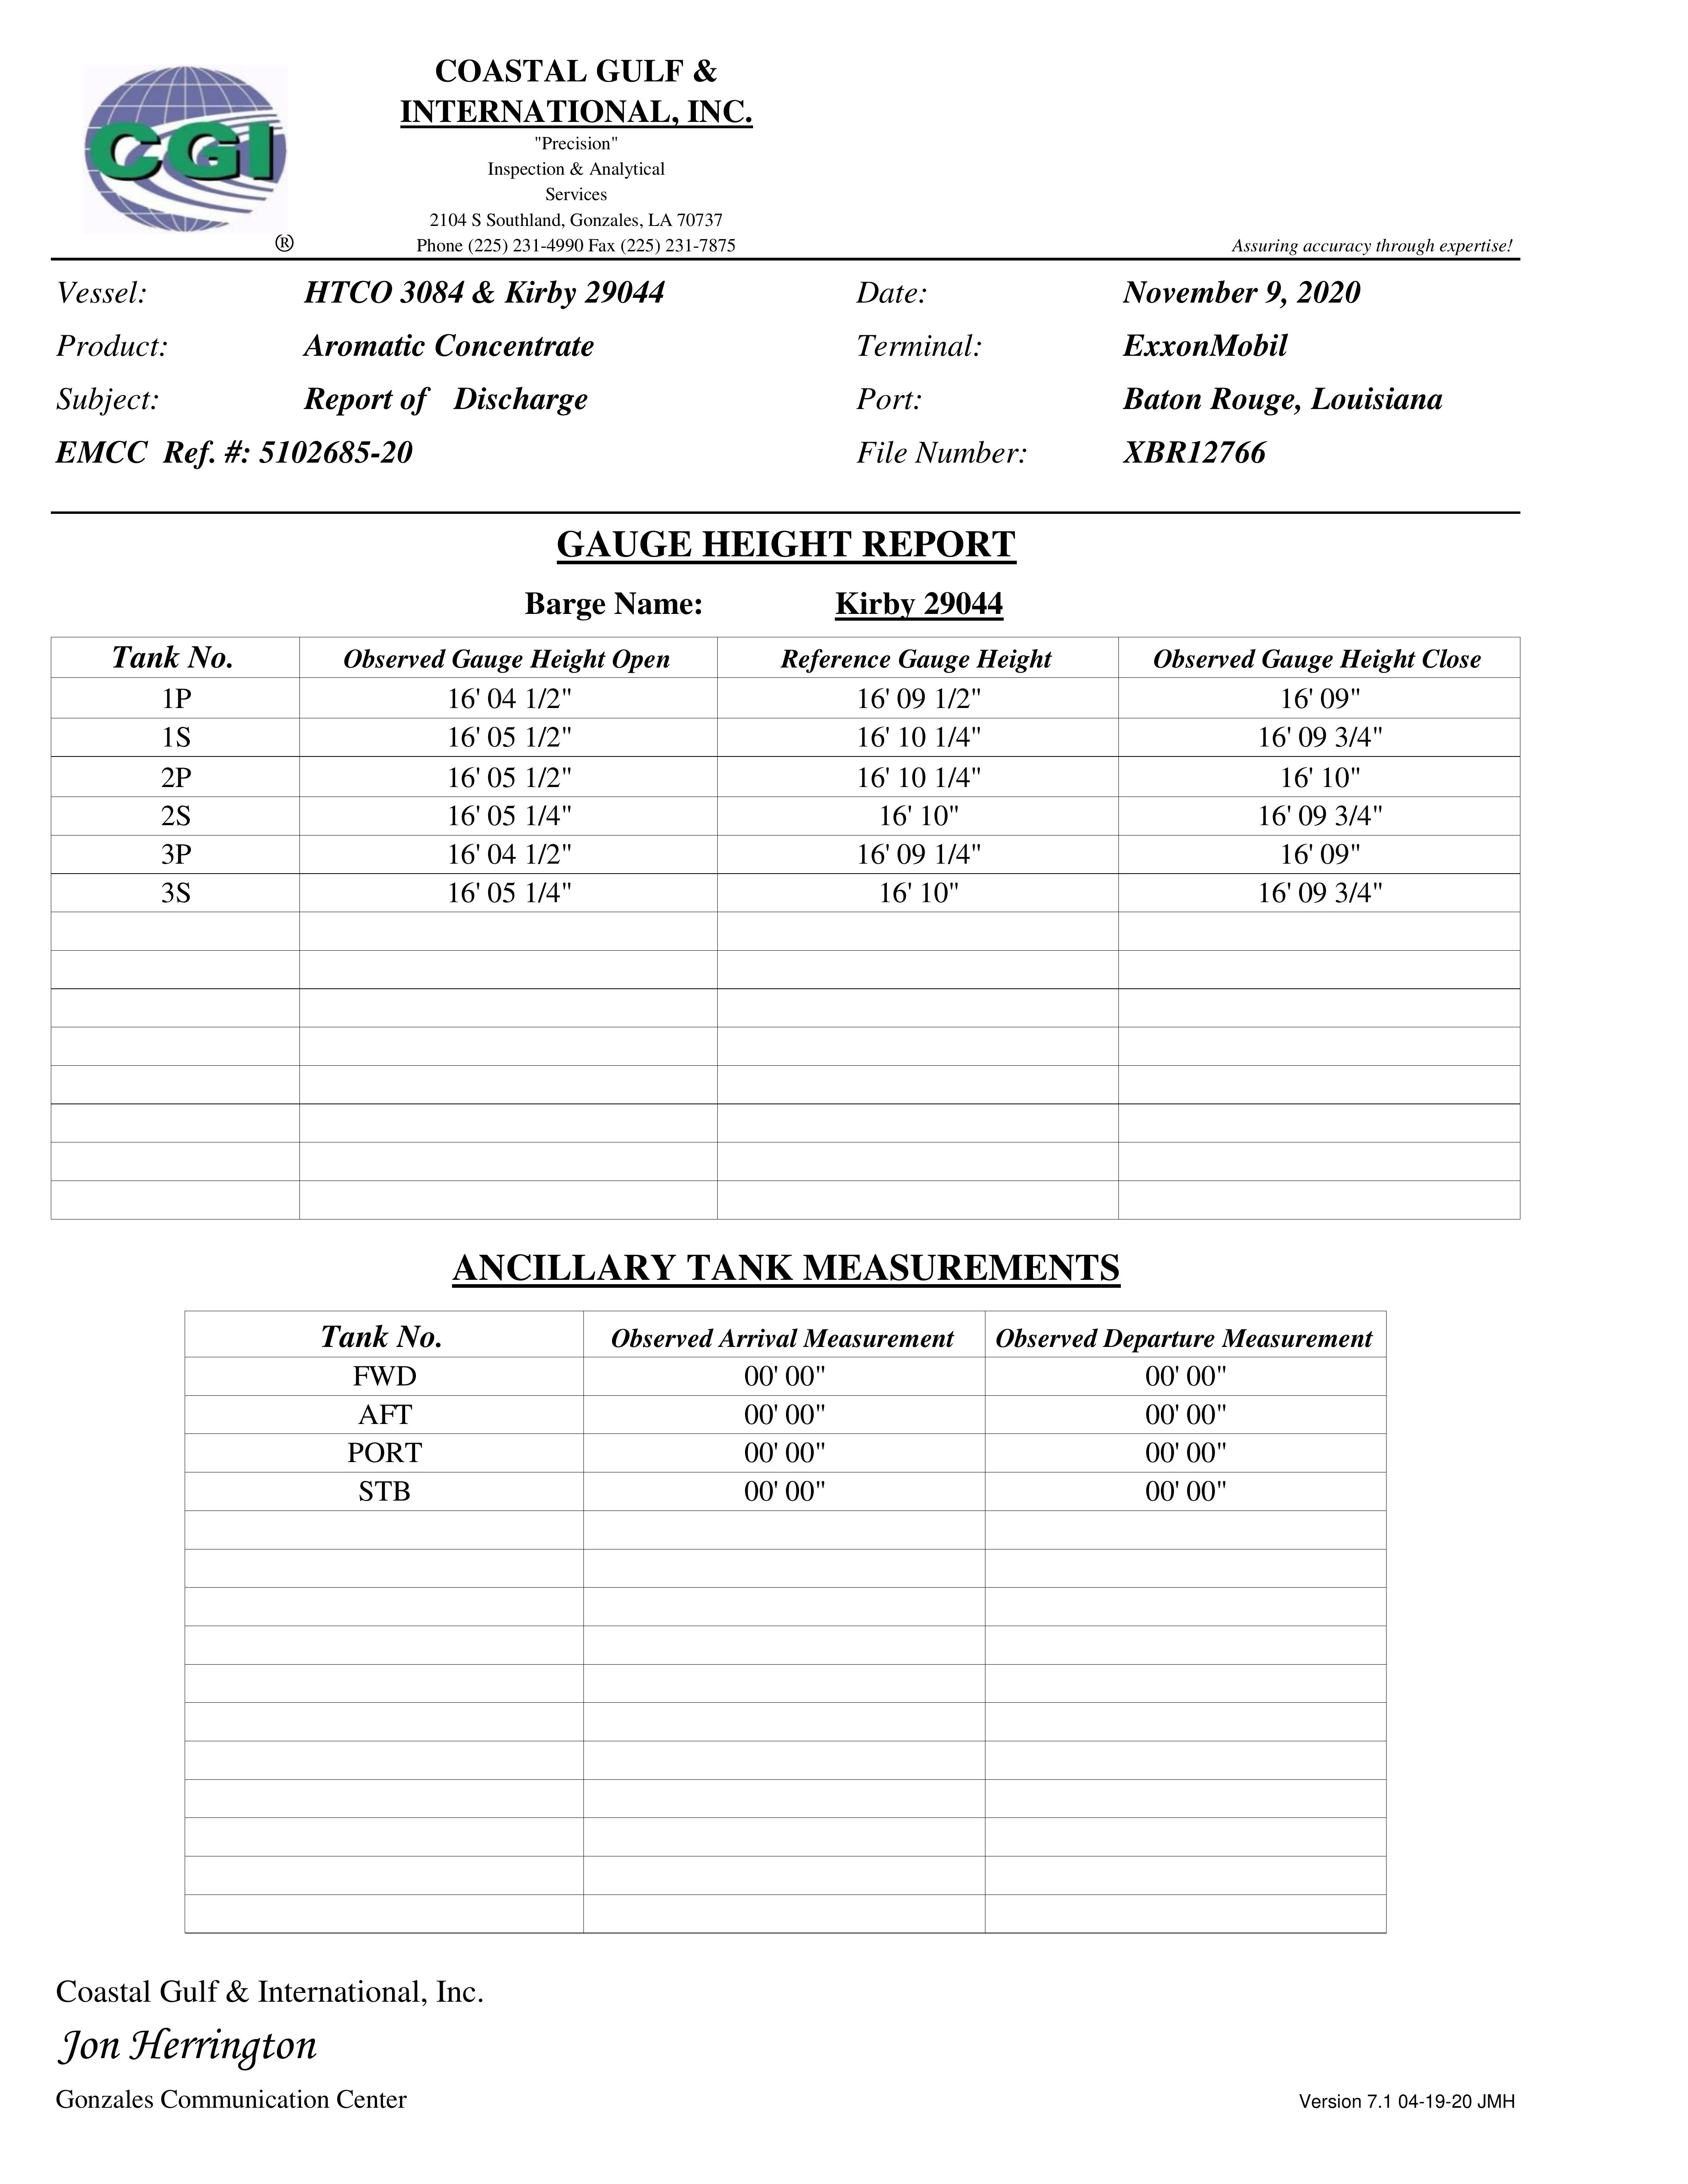 CGI
®
COASTAL GULF &
INTERNATIONAL, INC.
"Precision"
Inspection & Analytical
Services
2104 S Southland, Gonzales, LA 70737
Phone (225) 231-4990 Fax (225) 231-7875
Assuring accuracy through expertise!
Vessel: HTCO 3084 & Kirby 29044 Date: November 9, 2020
Product: Aromatic Concentrate Terminal: ExxonMobil
Subject: Report of Discharge Port: Baton Rouge, Louisiana
EMCC Ref. #: 5102685-20 File Number: XBR12766
GAUGE HEIGHT REPORT
Barge Name: Kirby 29044
Tank No. Observed Gauge Height Open Reference Gauge Height Observed Gauge Height Close
1P 16' 04 1/2" 16' 09 1/2" 16' 09"
1S 16' 05 1/2" 16' 10 1/4" 16' 09 3/4"
2P 16' 05 1/2" 16' 10 1/4" 16' 10"
2S 16' 05 1/4" 16' 10" 16' 09 3/4"
3P 16' 04 1/2" 16' 09 1/4" 16' 09"
3S 16' 05 1/4" 16' 10" 16' 09 3/4"
ANCILLARY TANK MEASUREMENTS
Tank No. Observed Arrival Measurement Observed Departure Measurement
FWD 00' 00" 00' 00"
AFT 00' 00" 00' 00"
PORT 00' 00" 00' 00"
STB 00' 00" 00' 00"
Coastal Gulf & International, Inc.
Jon Herrington
Gonzales Communication Center Version 7.1 04-19-20 JMH